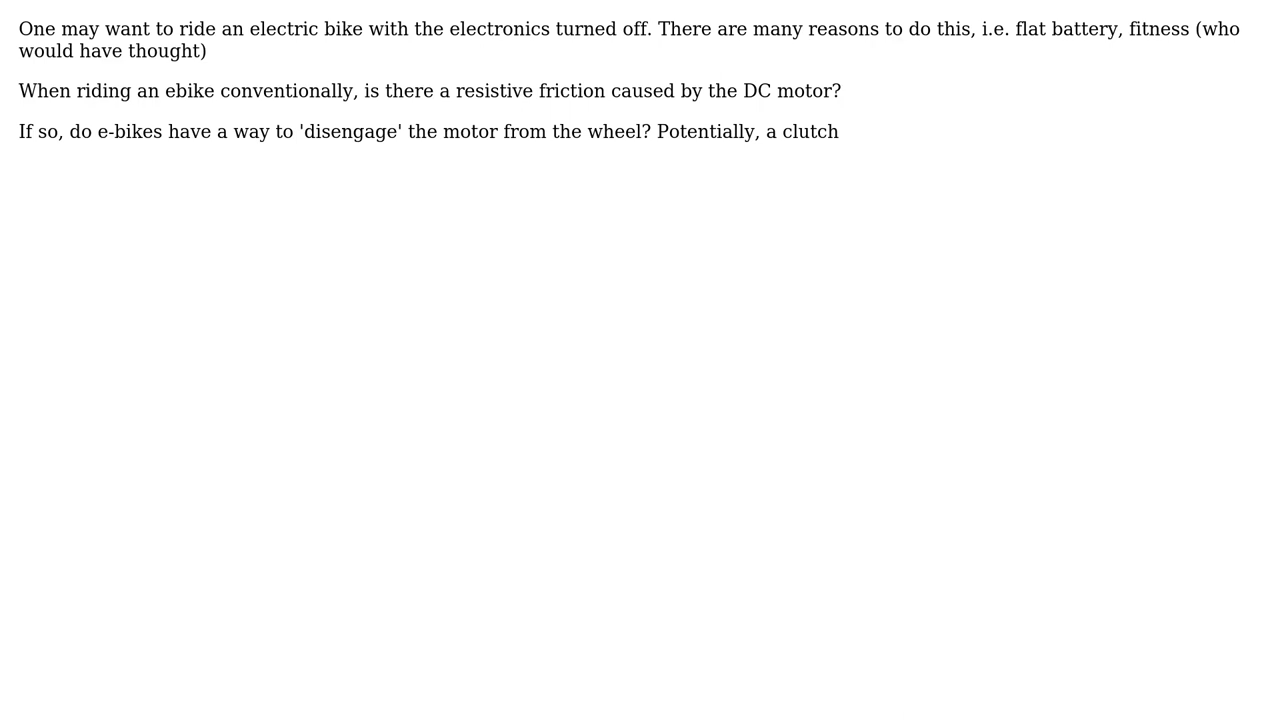 One may want to ride an electric bike with the electronics turned off. There are many reasons to do this, i.e. flat battery, fitness (who
would have thought)
When riding an ebike conventionally, is there a resistive friction caused by the DC motor?
If so, do e-bikes have a way to 'disengage' the motor from the wheel? Potentially, a clutch